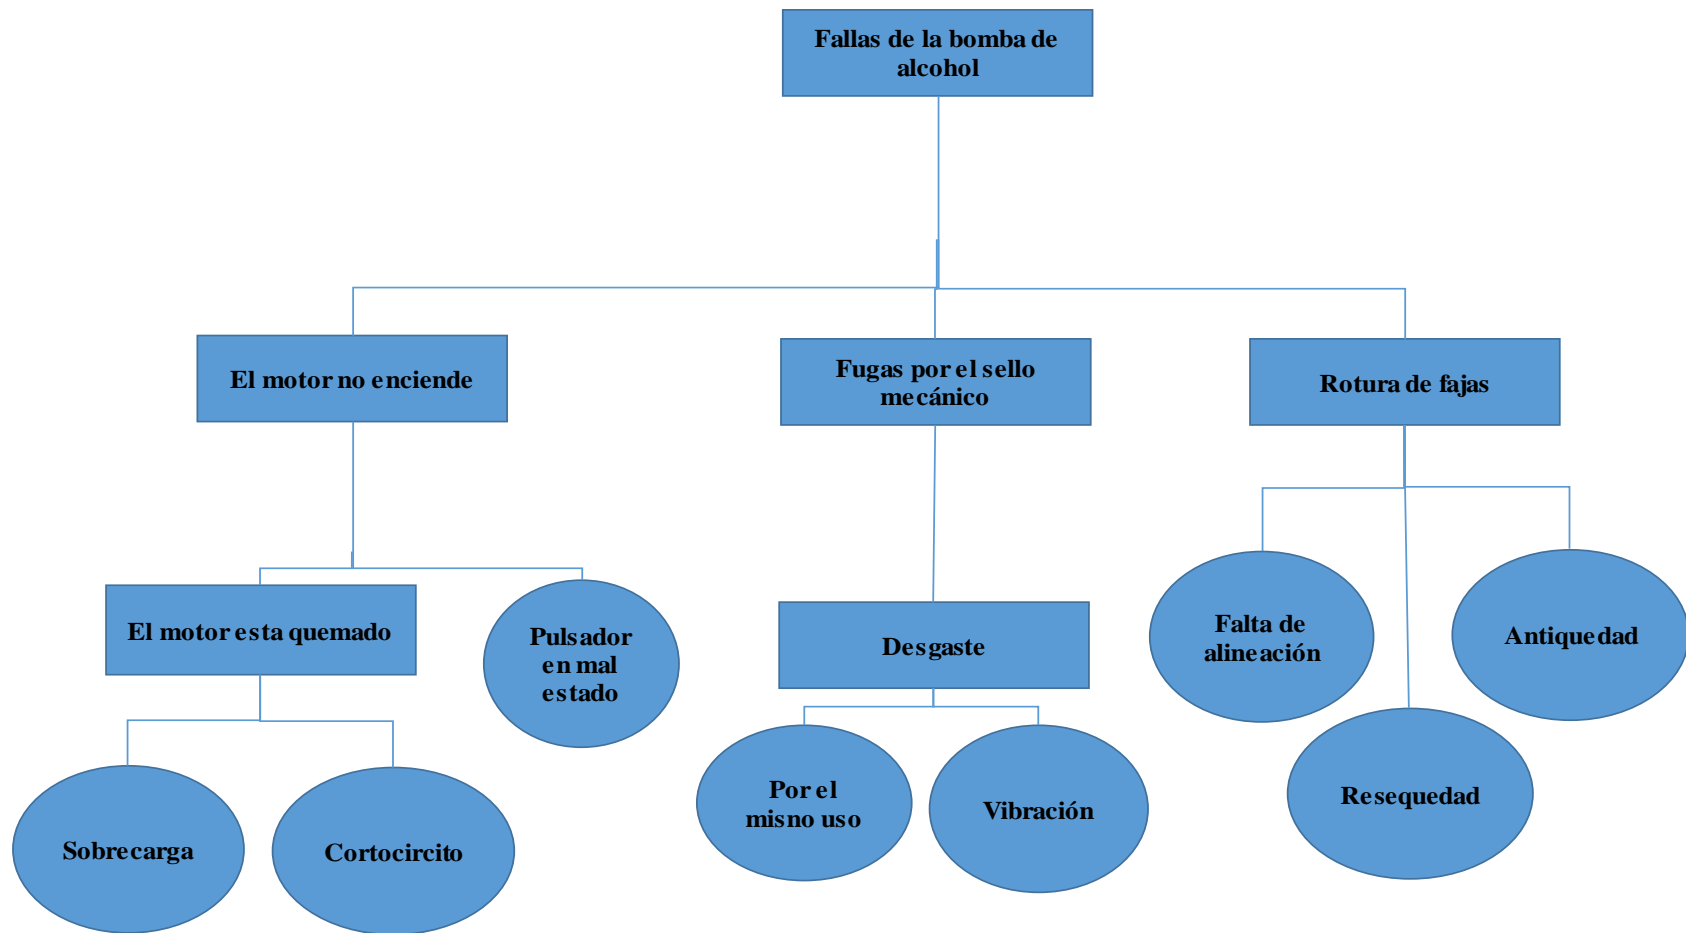 Fallas de la bomba de
alcohol
El motor no enciende
Fugas por el sello
mecánico
Rotura de fajas
El motor esta quemado
Pulsador
en mal
estado
Desgaste
Falta de
alineación
Antiquedad
Sobrecarga
Cortocircito
Por el
misno uso
Vibración
Resequedad